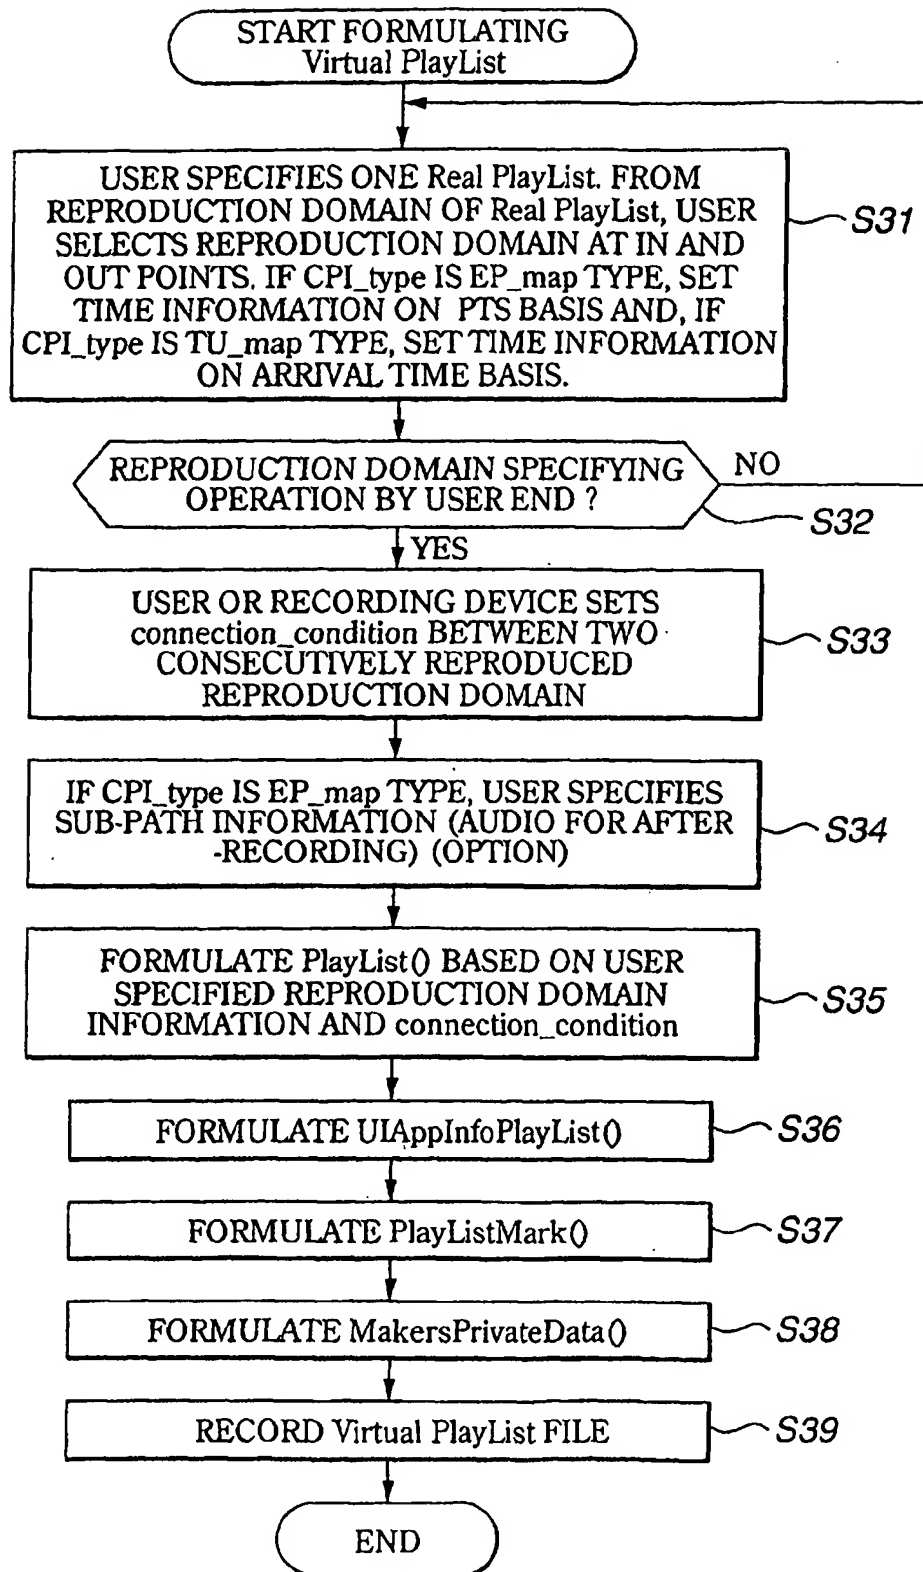 START FORMULATING
Virtual PlayList
USER SPECIFIES ONE Real PlayList. FROM
REPRODUCTION DOMAIN OF Real PlayList, USER
SELECTS REPRODUCTION DOMAIN AT IN AND
OUT POINTS. IF CPI_type IS EP_map TYPE, SET
TIME INFORMATION ON PTS BASIS AND, IF
CPI_type IS TU_map TYPE, SET TIME INFORMATION
ON ARRIVAL TIME BASIS.
S31
REPRODUCTION DOMAIN SPECIFYING
OPERATION BY USER END ?
NO
S32
YES
USER OR RECORDING DEVICE SETS
connection_condition BETWEEN TWO
CONSECUTIVELY REPRODUCED
REPRODUCTION DOMAIN
S33
IF CPI_type IS EP_map TYPE, USER SPECIFIES
SUB-PATH INFORMATION (AUDIO FOR AFTER
-RECORDING) (OPTION)
S34
FORMULATE PlayList() BASED ON USER
SPECIFIED REPRODUCTION DOMAIN
INFORMATION AND connection_condition
S35
FORMULATE UIAppInfoPlayList()
S36
FORMULATE PlayListMark()
S37
FORMULATE MakersPrivateData()
S38
RECORD Virtual PlayList FILE
S39
END